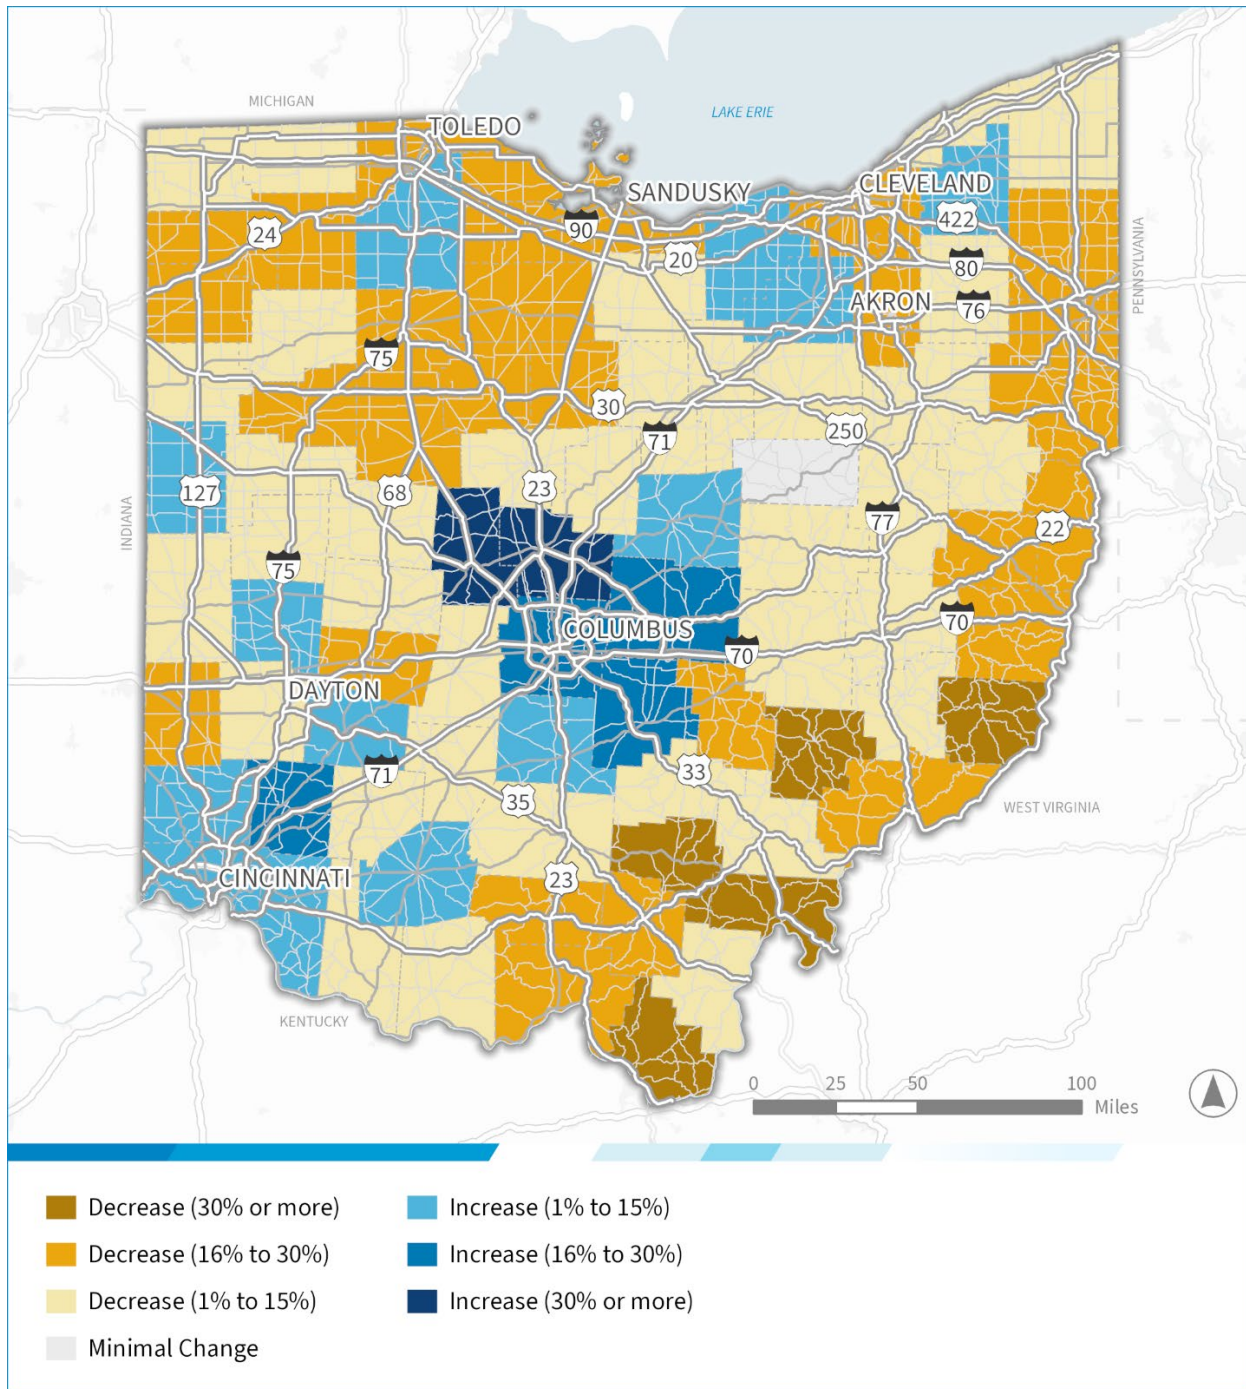 MICHIGAN
LAKE ERIE
TOLEDO
SANDUSKY
CLEVELAND
24
90
422
20
80
PENNSYLVANIA
AKRON
76
75
30
71
250
INDIANA
127
68
23
77
22
75
COLUMBUS
70
70
DAYTON
71
33
35
WEST VIRGINIA
CINCINNATI
23
KENTUCKY
0 25 50 100
Miles
Decrease (30% or more)
Decrease (16% to 30%)
Decrease (1% to 15%)
Minimal Change
Increase (1% to 15%)
Increase (16% to 30%)
Increase (30% or more)